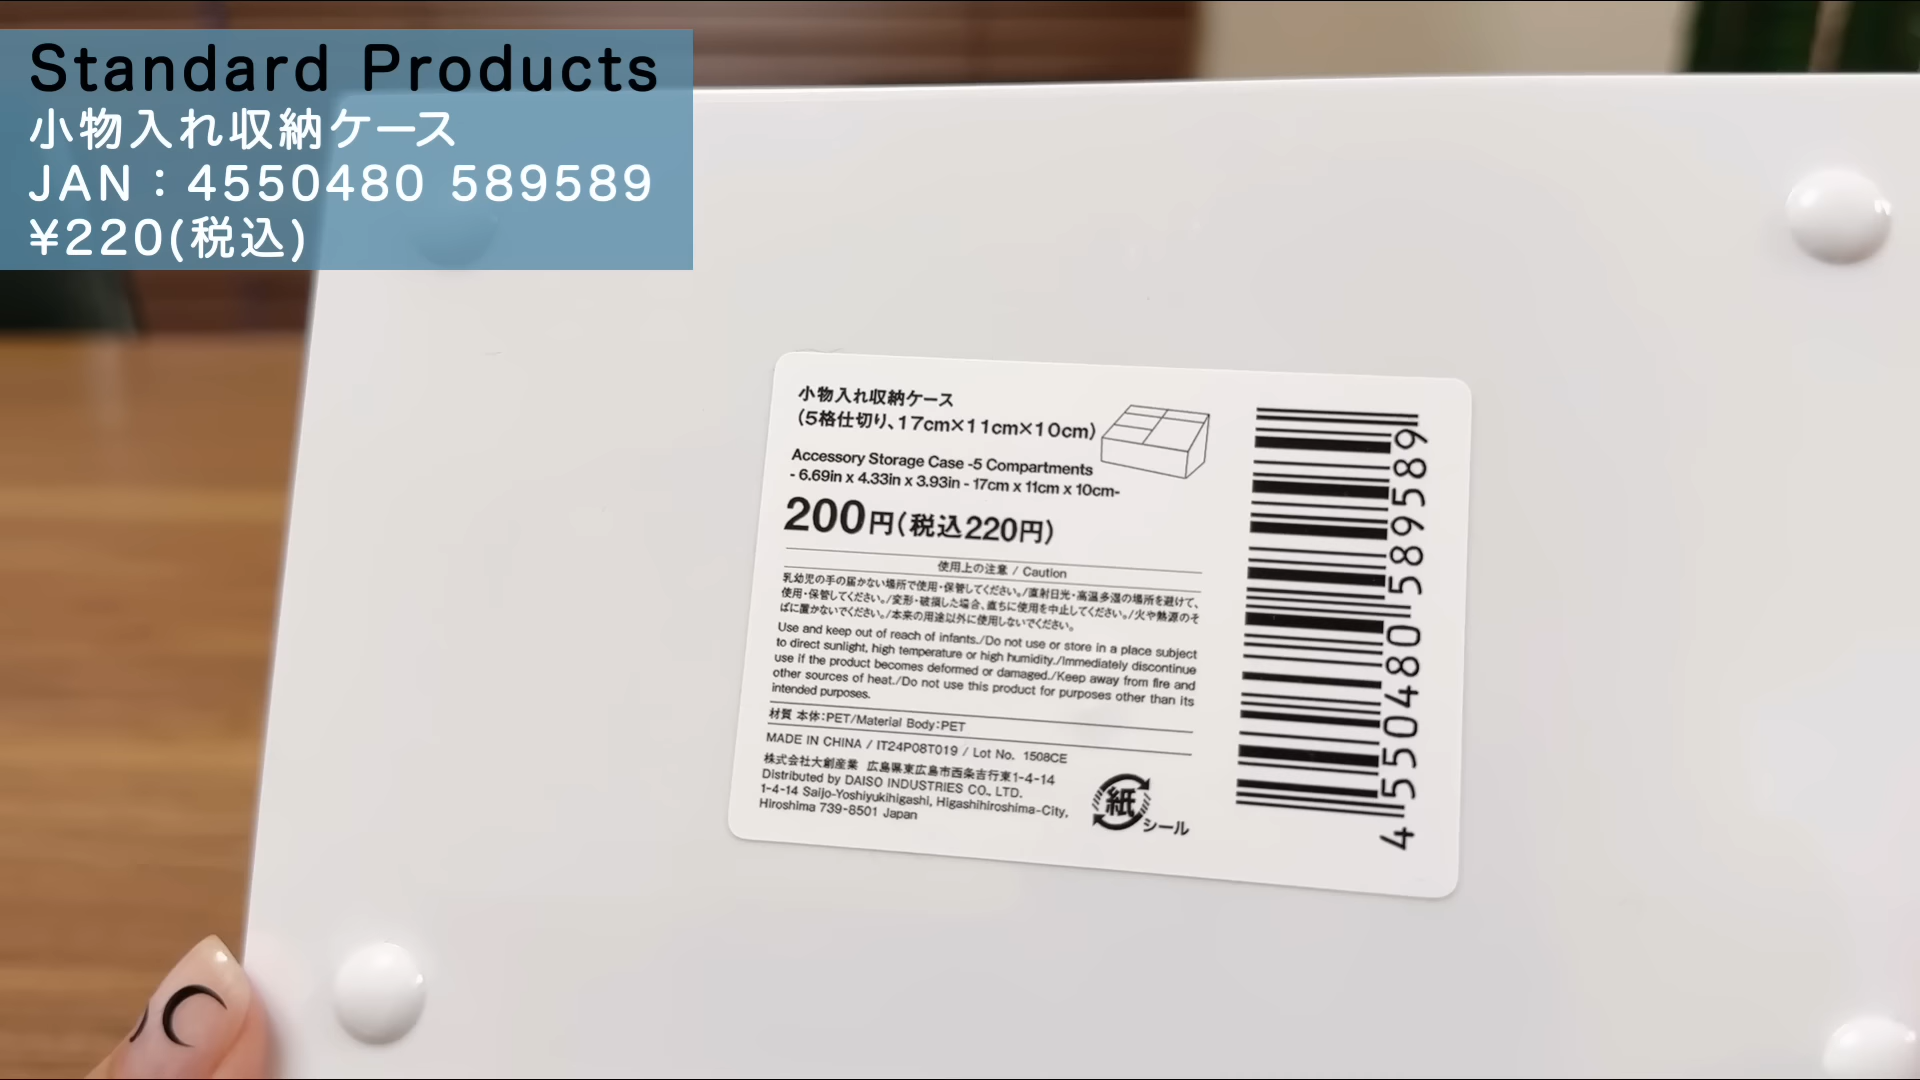 Standard Products
小物入れ収納ケース
JAN：4550480 589589
¥220(税込)
小物入れ収納ケース
(5格仕切り、17cm×11cm×10cm)
Accessory Storage Case -5 Compartments
- 6.69in x 4.33in x 3.93in - 17cm x 11cm x 10cm-
200円(税込220円)
使用上の注意 / Caution
乳幼児の手の届かない場所で使用・保管してください。/直射日光・高温多湿の場所を避けて、
使用・保管してください。/変形・破損した場合、直ちに使用を中止してください。/火や熱源のそ
ばに置かないでください。/本来の用途以外に使用しないでください。
Use and keep out of reach of infants./Do not use or store in a place subject
to direct sunlight, high temperature or high humidity./Immediately discontinue
use if the product becomes deformed or damaged./Keep away from fire and
other sources of heat./Do not use this product for purposes other than its
intended purposes.
材質 本体:PET/Material Body:PET
MADE IN CHINA / IT24P08T019 / Lot No. 1508CE
株式会社大創産業 広島県東広島市西条吉行東1-4-14
Distributed by DAISO INDUSTRIES CO., LTD.
1-4-14 Saijo-Yoshiyukihigashi, Higashihiroshima-City,
Hiroshima 739-8501 Japan
紙
シール
4 550480 589589